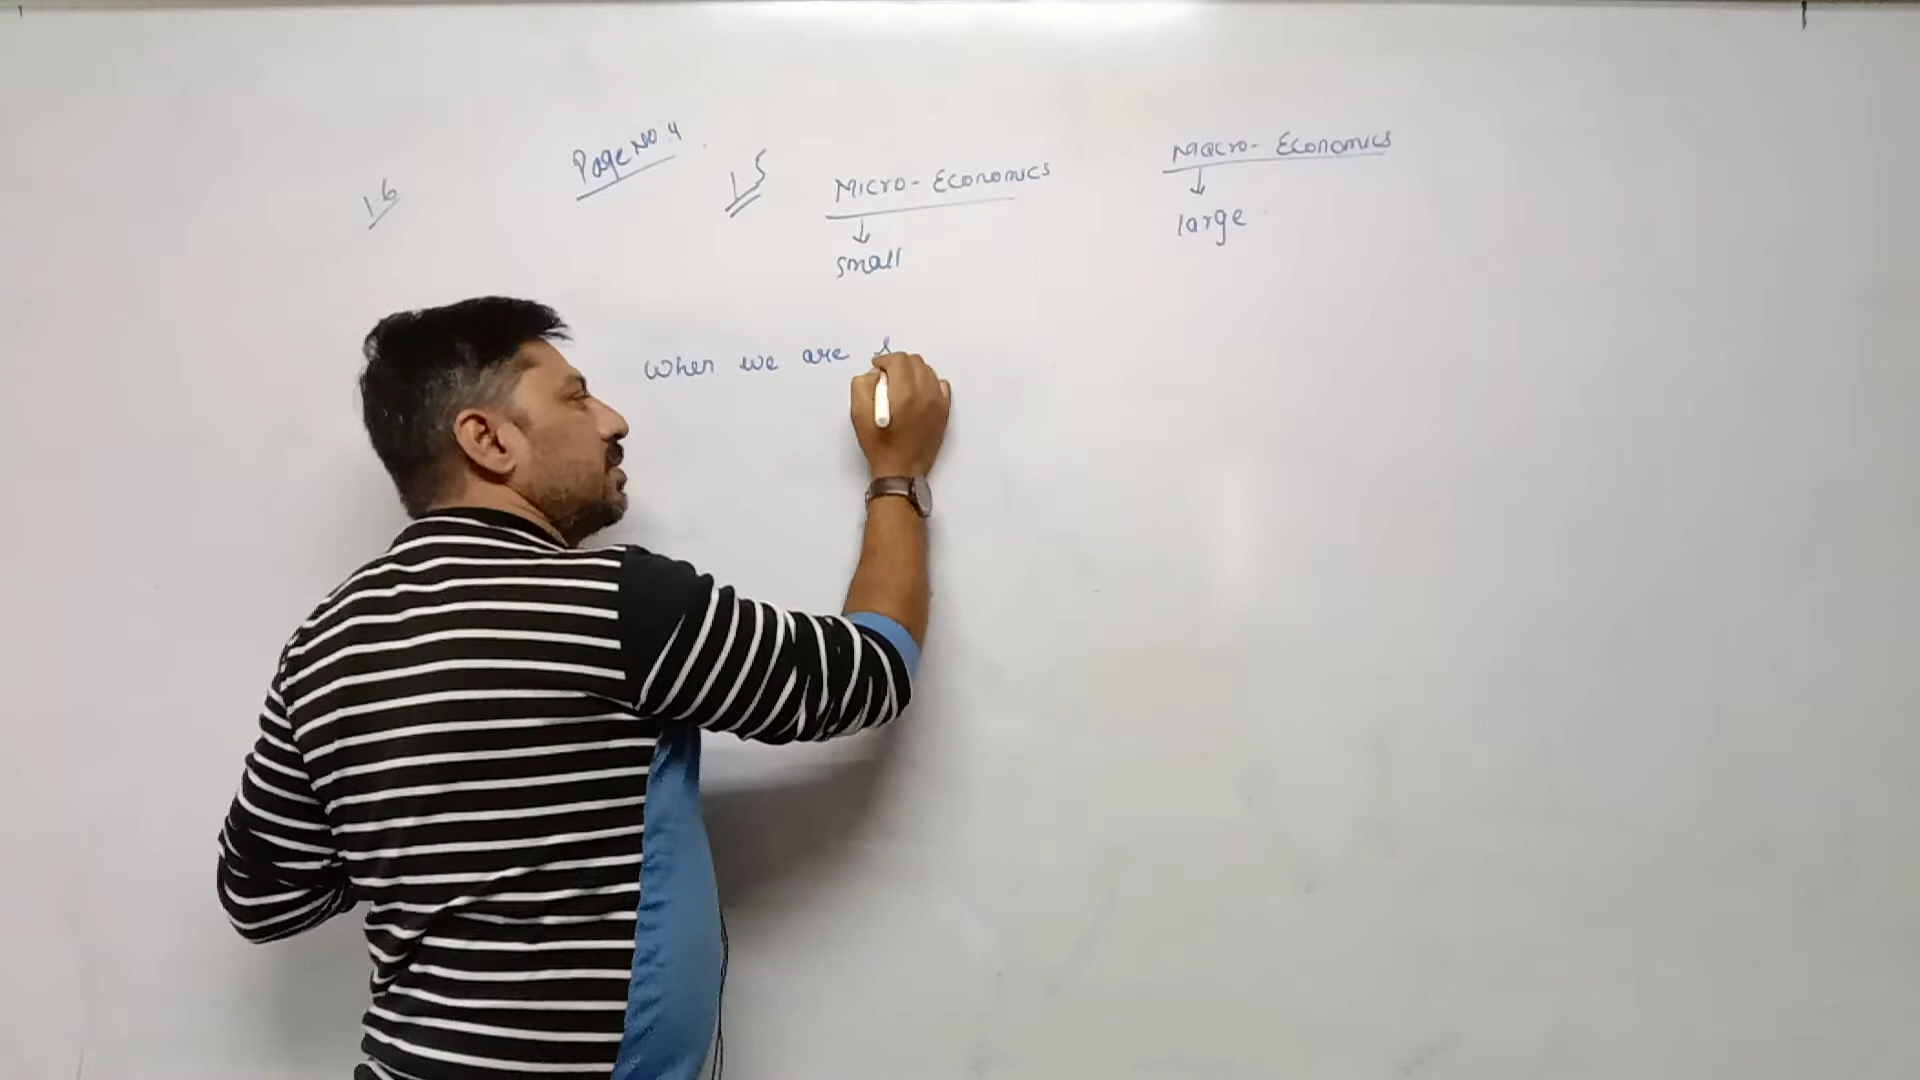 Page No. 4
1.6
1.5
Micro - Economics
small
Macro - Economics
large
When we are